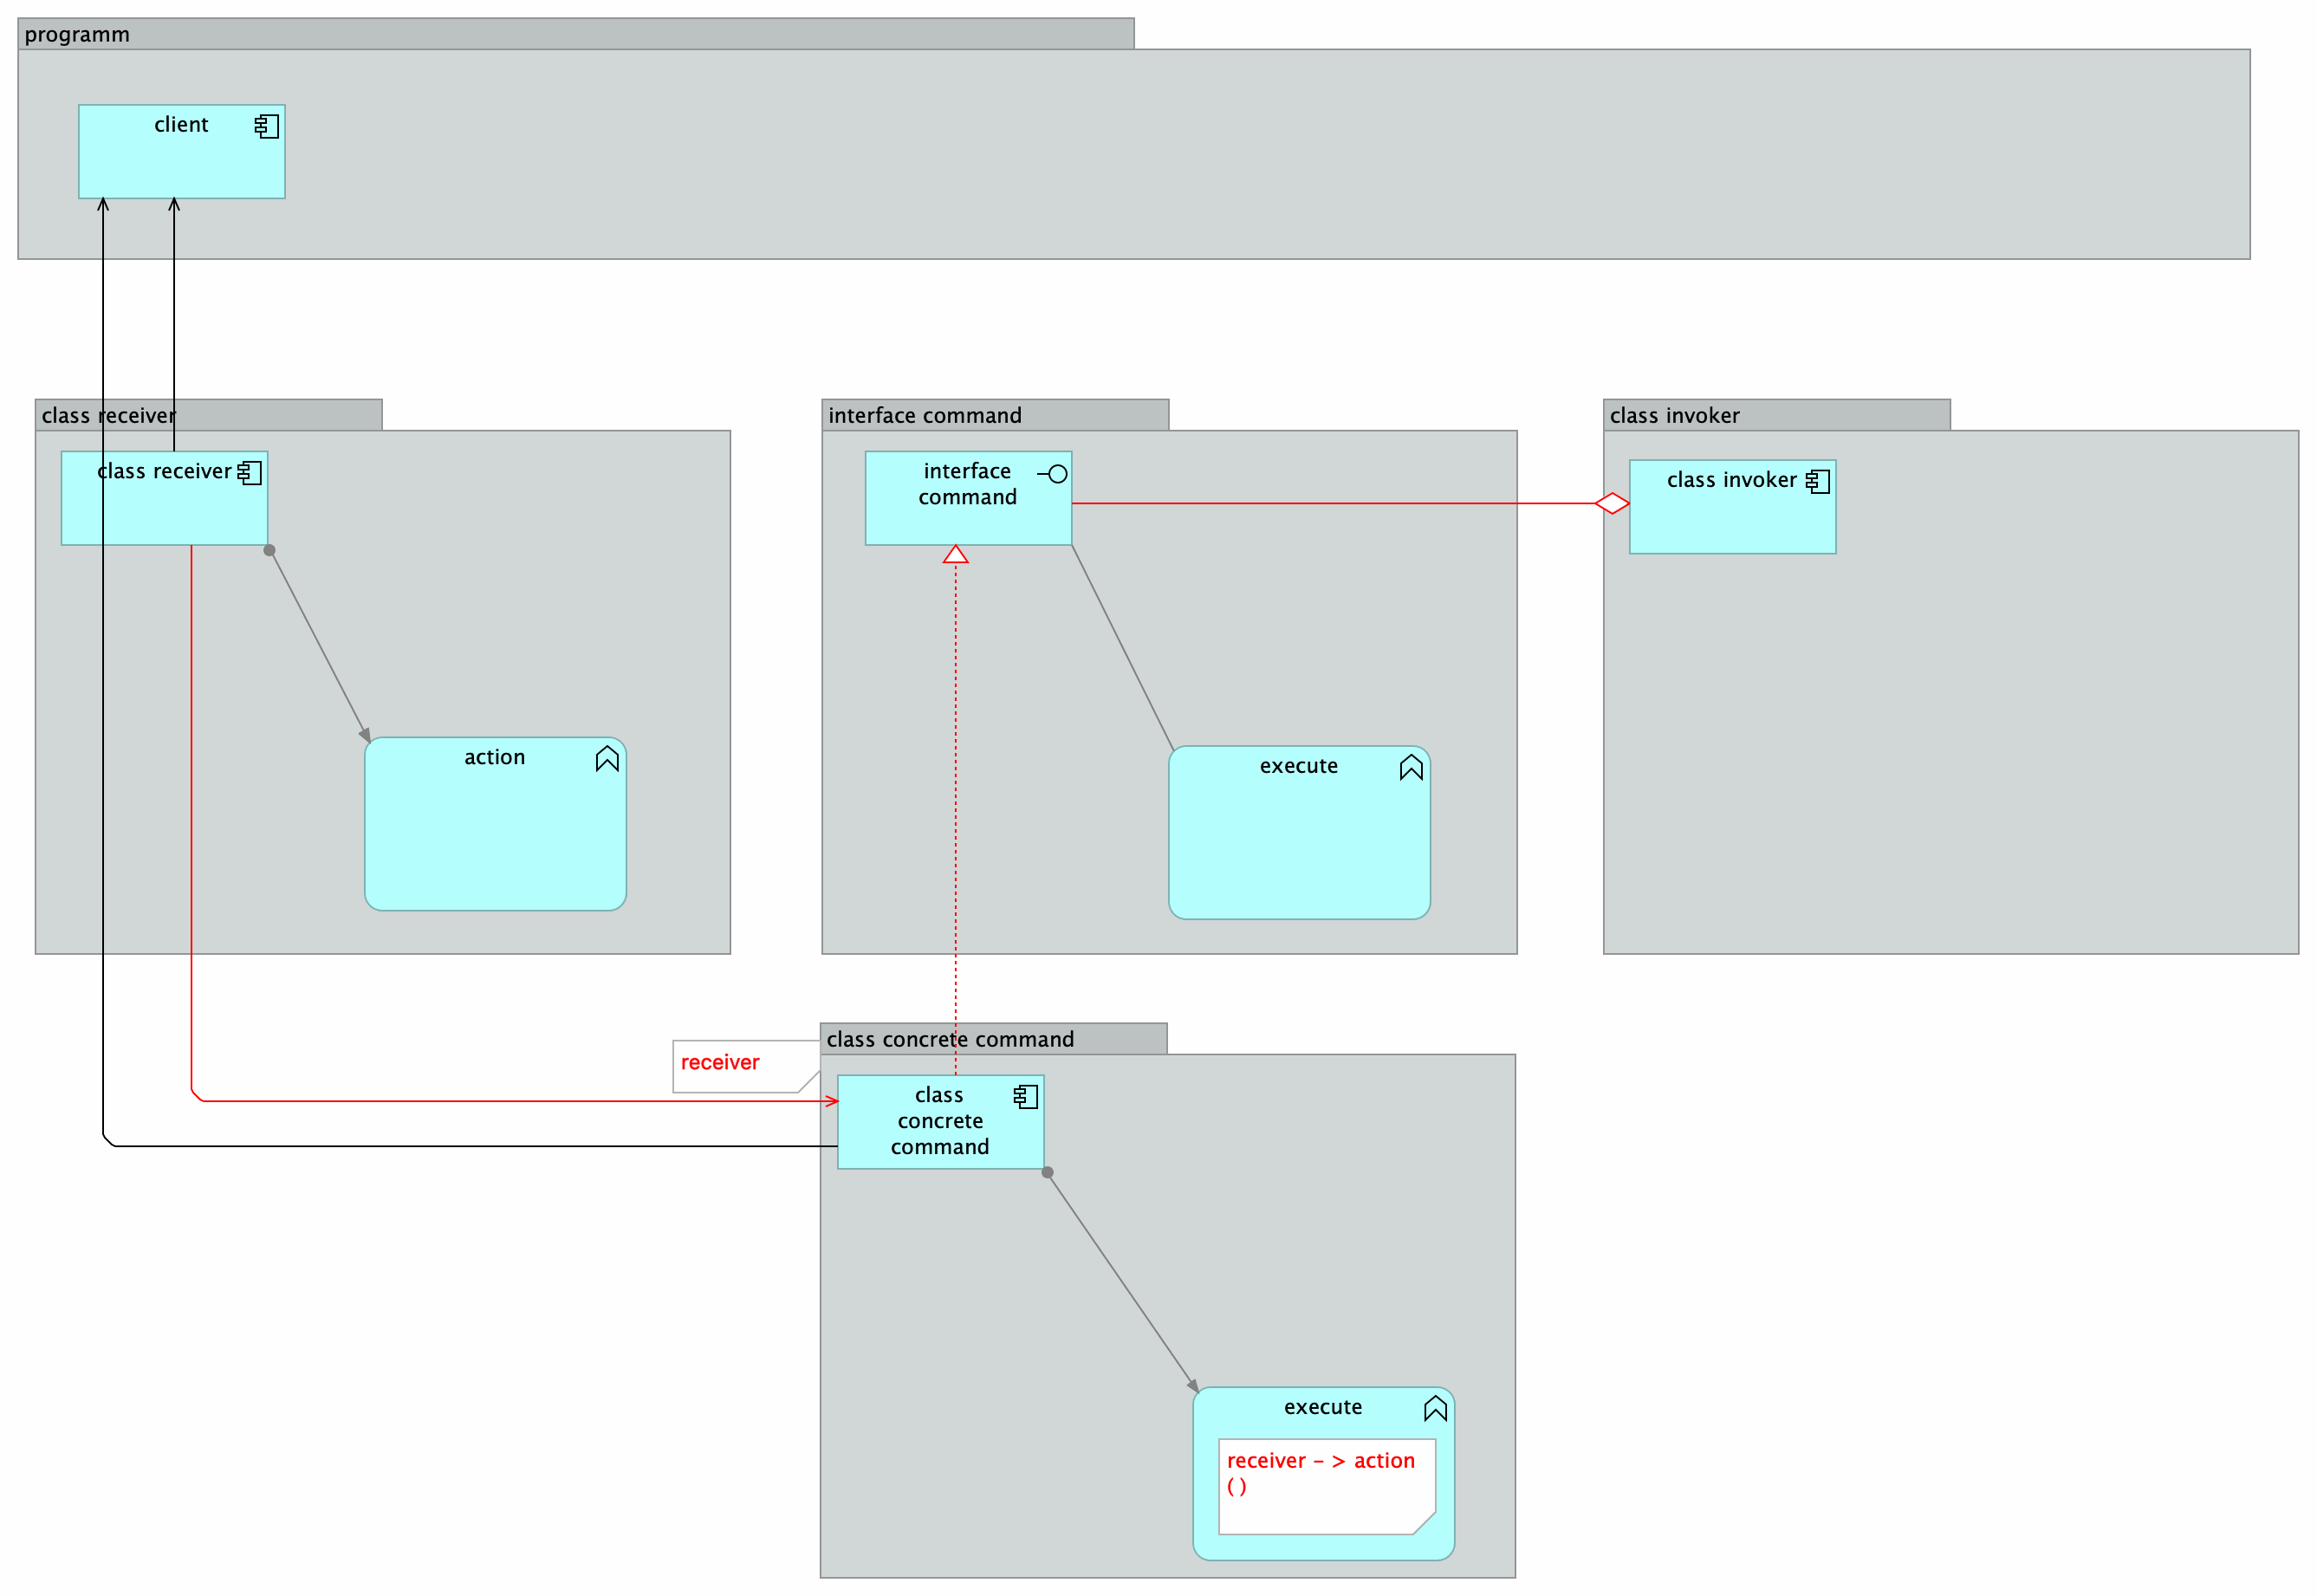 programm
client
class receiver
class receiver
action
interface command
interface
command
execute
class invoker
class invoker
receiver
class concrete command
class
concrete
command
execute
receiver - > action
( )